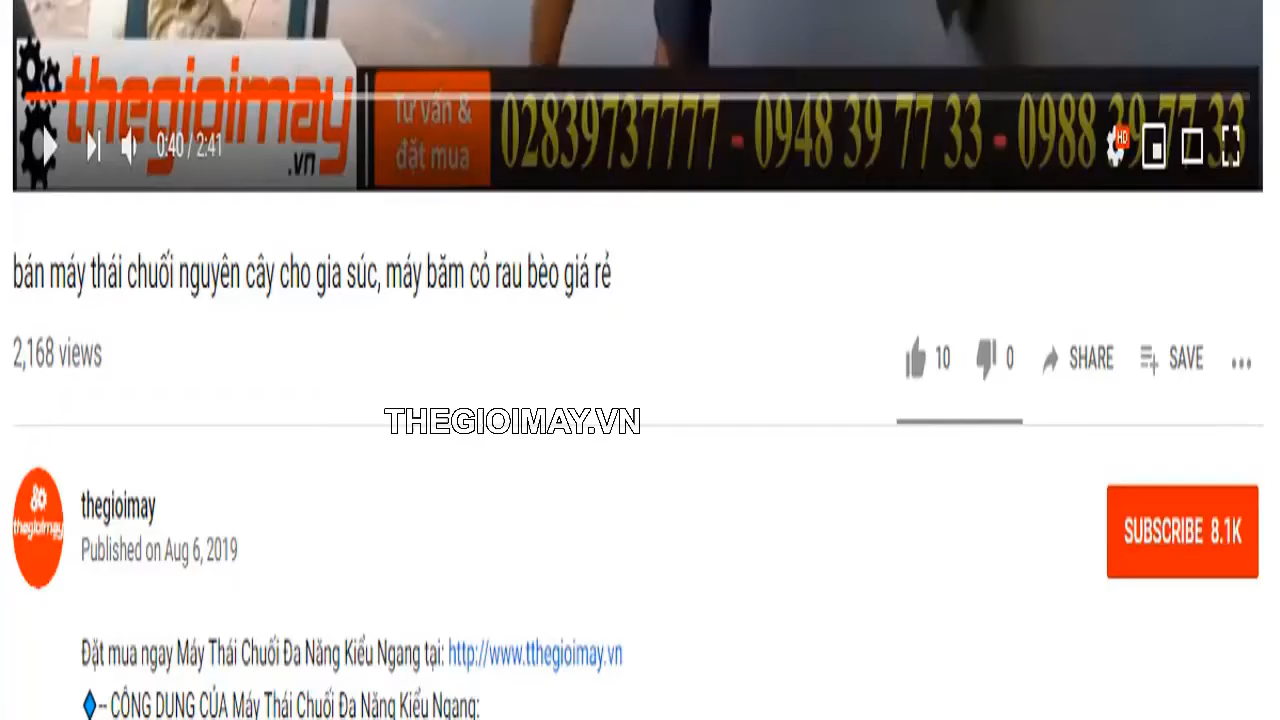 thegioimay
.vn
Tư vấn &
đặt mua
02839737777 - 0948 39 77 33 - 0988 39 77 33
HD
0:40 / 2:41
bán máy thái chuối nguyên cây cho gia súc, máy băm cỏ rau bèo giá rẻ
2,168 views
10 0 SHARE SAVE
THEGIOIMAY.VN
thegioimay
thegioimay
Published on Aug 6, 2019
SUBSCRIBE 8.1K
Đặt mua ngay Máy Thái Chuối Đa Năng Kiểu Ngang tại: http://www.tthegioimay.vn
-- CÔNG DỤNG CỦA Máy Thái Chuối Đa Năng Kiểu Ngang: